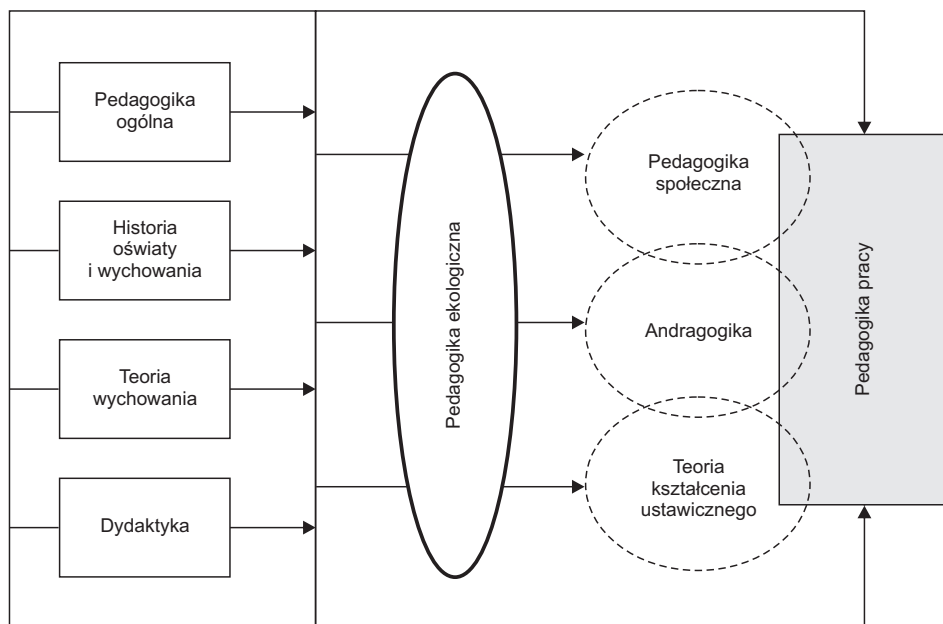 Pedagogika
ogólna
Historia
oświaty
i wychowania
Teoria
wychowania
Dydaktyka
Pedagogika ekologiczna
Pedagogika
społeczna
Andragogika
Teoria
kształcenia
ustawicznego
Pedagogika pracy